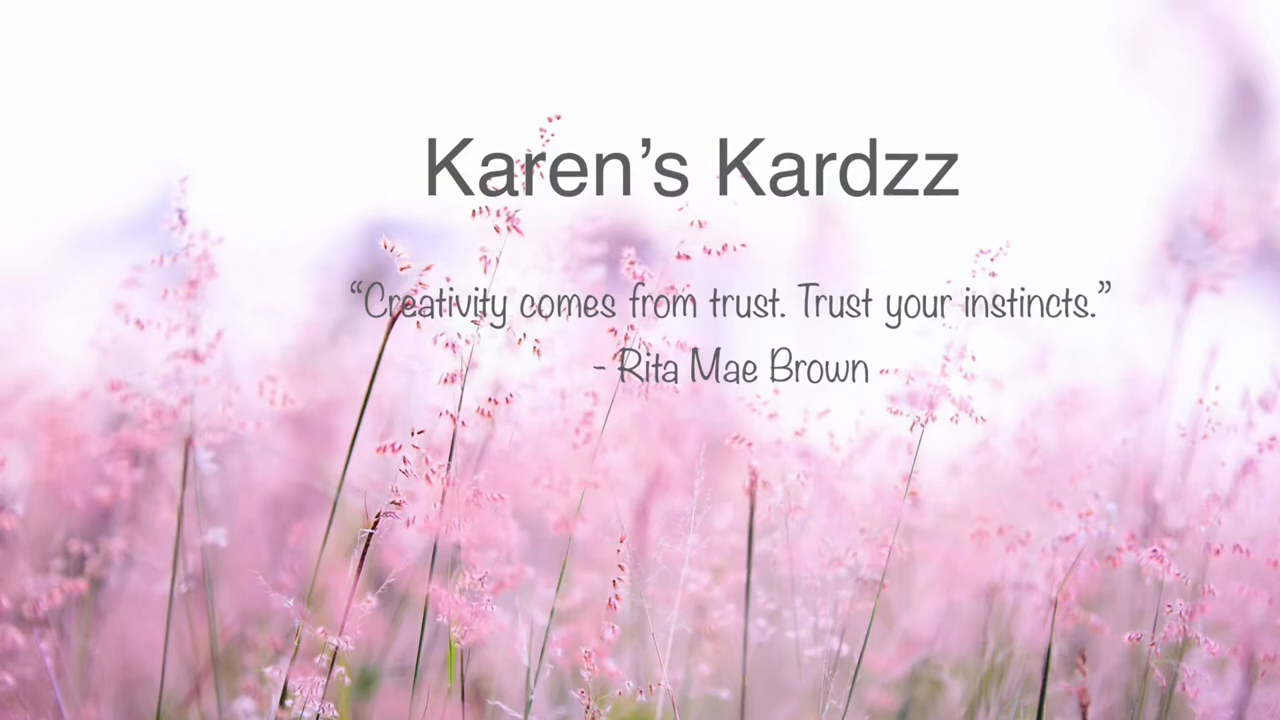 Karen’s Kardzz
“Creativity comes from trust. Trust your instincts.”
- Rita Mae Brown